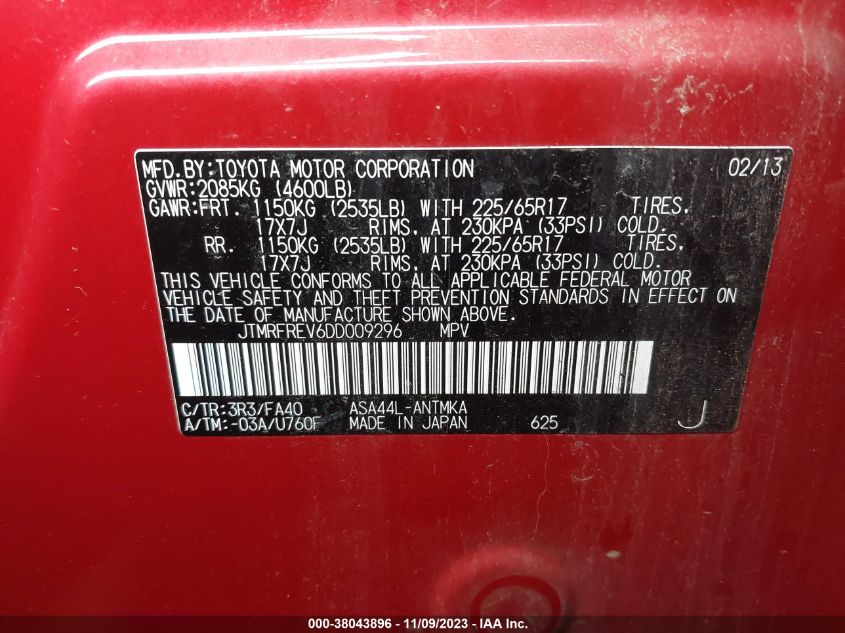 MFD.BY:TOYOTA MOTOR CORPORATION 02/13
GVWR:2085KG (4600LB)
GAWR:FRT. 1150KG (2535LB) WITH 225/65R17 TIRES,
17X7J RIMS, AT 230KPA (33PSI) COLD.
RR. 1150KG (2535LB) WITH 225/65R17 TIRES,
17X7J RIMS, AT 230KPA (33PSI) COLD.
THIS VEHICLE CONFORMS TO ALL APPLICABLE FEDERAL MOTOR
VEHICLE SAFETY AND THEFT PREVENTION STANDARDS IN EFFECT ON
THE DATE OF MANUFACTURE SHOWN ABOVE.
JTMRFREV6DD009296 MPV
C/TR:3R3/FA40 ASA44L-ANTMKA
A/TM:-03A/U760F MADE IN JAPAN 625 J
000-38043896 - 11/09/2023 - IAA Inc.